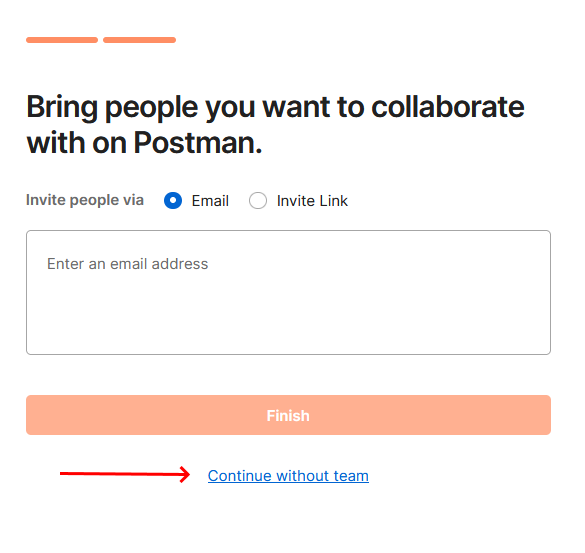 Bring people you want to collaborate
with on Postman.
Invite people via Email Invite Link
Enter an email address
Finish
Continue without team